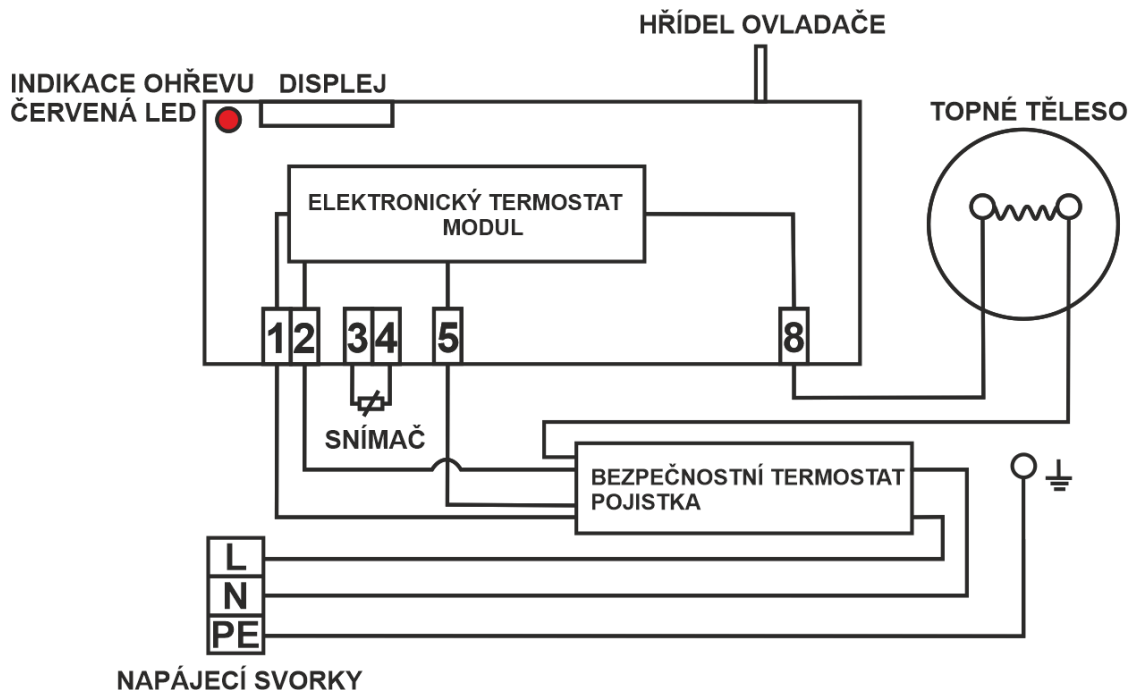 HŘÍDEL OVLADAČE
INDIKACE OHŘEVU
ČERVENÁ LED
DISPLEJ
TOPNÉ TĚLESO
ELEKTRONICKÝ TERMOSTAT
MODUL
1 2 3 4 5 8
SNÍMAČ
BEZPEČNOSTNÍ TERMOSTAT
POJISTKA
L
N
PE
NAPÁJECÍ SVORKY